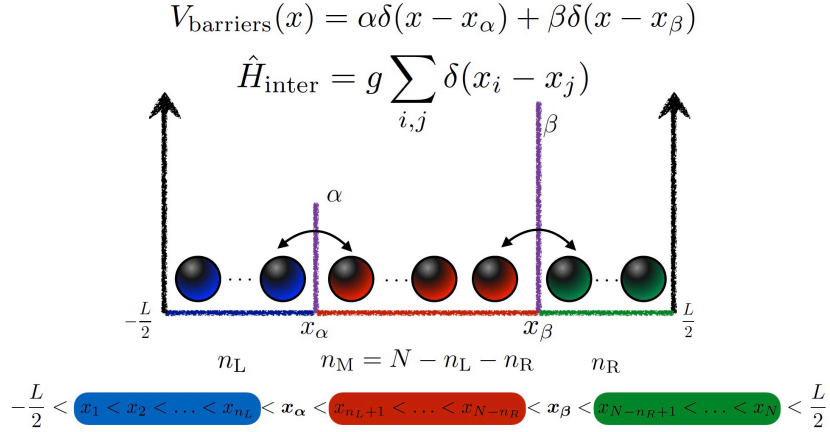 V_barriers(x) = αδ(x − x_α) + βδ(x − x_β)
Ĥ_inter = g ∑_{i,j} δ(x_i − x_j)
β
α
⋯ ⋯ ⋯
−L/2 x_α x_β L/2
n_L n_M = N − n_L − n_R n_R
−L/2 < x_1 < x_2 < … < x_{n_L} < x_α < x_{n_L+1} < … < x_{N−n_R} < x_β < x_{N−n_R+1} < … < x_N < L/2